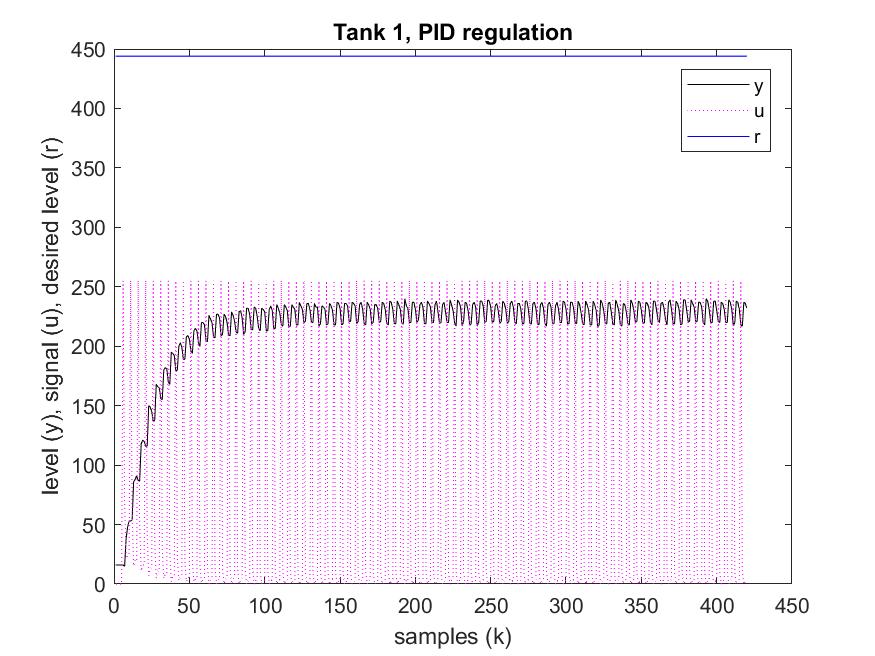 Tank 1, PID regulation
450
400
350
300
250
200
150
100
50
0
level (y), signal (u), desired level (r)
y
u
r
0 50 100 150 200 250 300 350 400 450
samples (k)